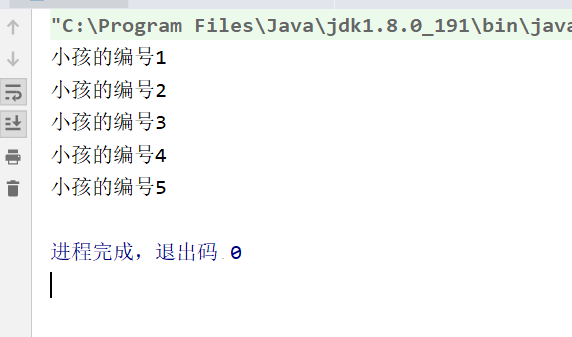 "C:\Program Files\Java\jdk1.8.0_191\bin\java
小孩的编号1
小孩的编号2
小孩的编号3
小孩的编号4
小孩的编号5
进程完成，退出码 0